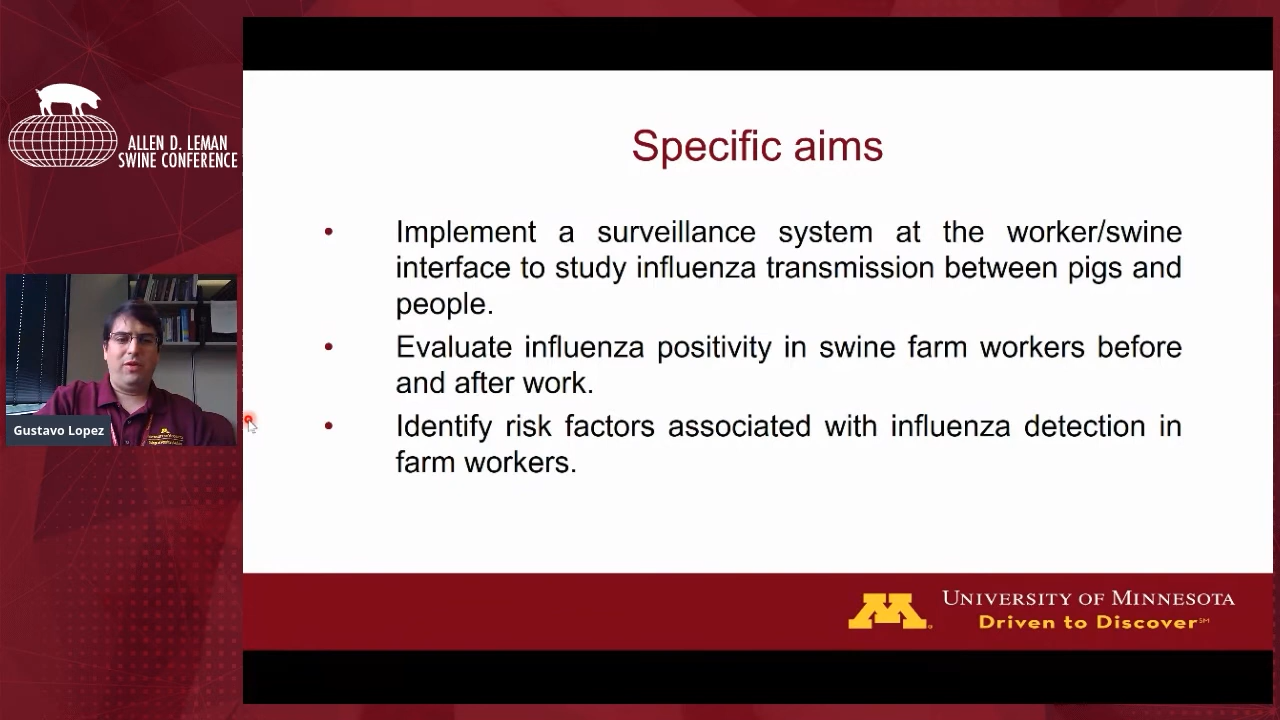 ALLEN D. LEMAN
SWINE CONFERENCE
Gustavo Lopez
Specific aims
• Implement a surveillance system at the worker/swine
interface to study influenza transmission between pigs and
people.
• Evaluate influenza positivity in swine farm workers before
and after work.
• Identify risk factors associated with influenza detection in
farm workers.
M
UNIVERSITY OF MINNESOTA
Driven to Discover℠